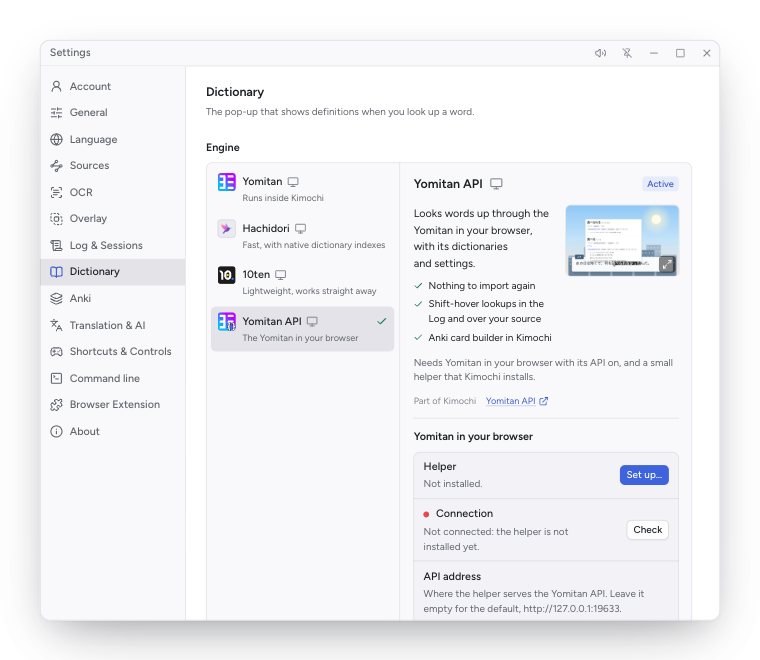 Settings
Account
General
Language
Sources
OCR
Overlay
Log & Sessions
Dictionary
Anki
Translation & AI
Shortcuts & Controls
Command line
Browser Extension
About
Dictionary
The pop-up that shows definitions when you look up a word.
Engine
Yomitan
Runs inside Kimochi
Hachidori
Fast, with native dictionary indexes
10ten
Lightweight, works straight away
Yomitan API
The Yomitan in your browser
Yomitan API
Active
Looks words up through the
Yomitan in your browser,
with its dictionaries
and settings.
Nothing to import again
Shift-hover lookups in the
Log and over your source
Anki card builder in Kimochi
Needs Yomitan in your browser with its API on, and a small
helper that Kimochi installs.
Part of Kimochi Yomitan API
Yomitan in your browser
Helper
Not installed.
Set up...
Connection
Not connected: the helper is not
installed yet.
Check
API address
Where the helper serves the Yomitan API. Leave it
empty for the default, http://127.0.0.1:19633.